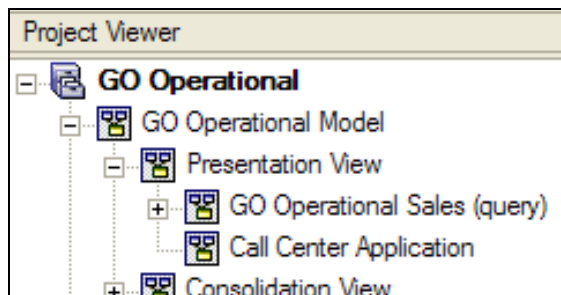 Project Viewer
GO Operational
GO Operational Model
Presentation View
GO Operational Sales (query)
Call Center Application
Consolidation View